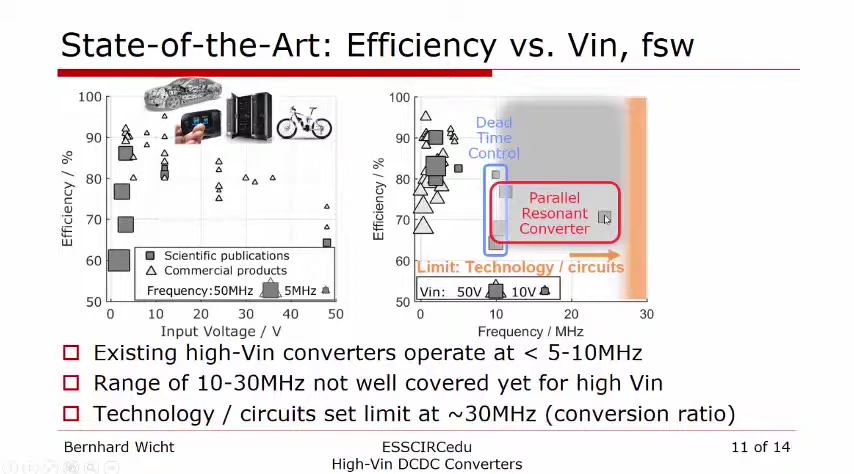 State-of-the-Art: Efficiency vs. Vin, fsw
100
90
80
70
60
50
Efficiency / %
0
10
20
30
40
50
Input Voltage / V
Scientific publications
Commercial products
Frequency: 50MHz 5MHz
100
90
80
70
60
50
Efficiency / %
0
10
20
30
Frequency / MHz
Dead
Time
Control
Parallel
Resonant
Converter
Limit: Technology / circuits
Vin: 50V 10V
Existing high-Vin converters operate at < 5-10MHz
Range of 10-30MHz not well covered yet for high Vin
Technology / circuits set limit at ~30MHz (conversion ratio)
Bernhard Wicht
ESSCIRCedu
High-Vin DCDC Converters
11 of 14